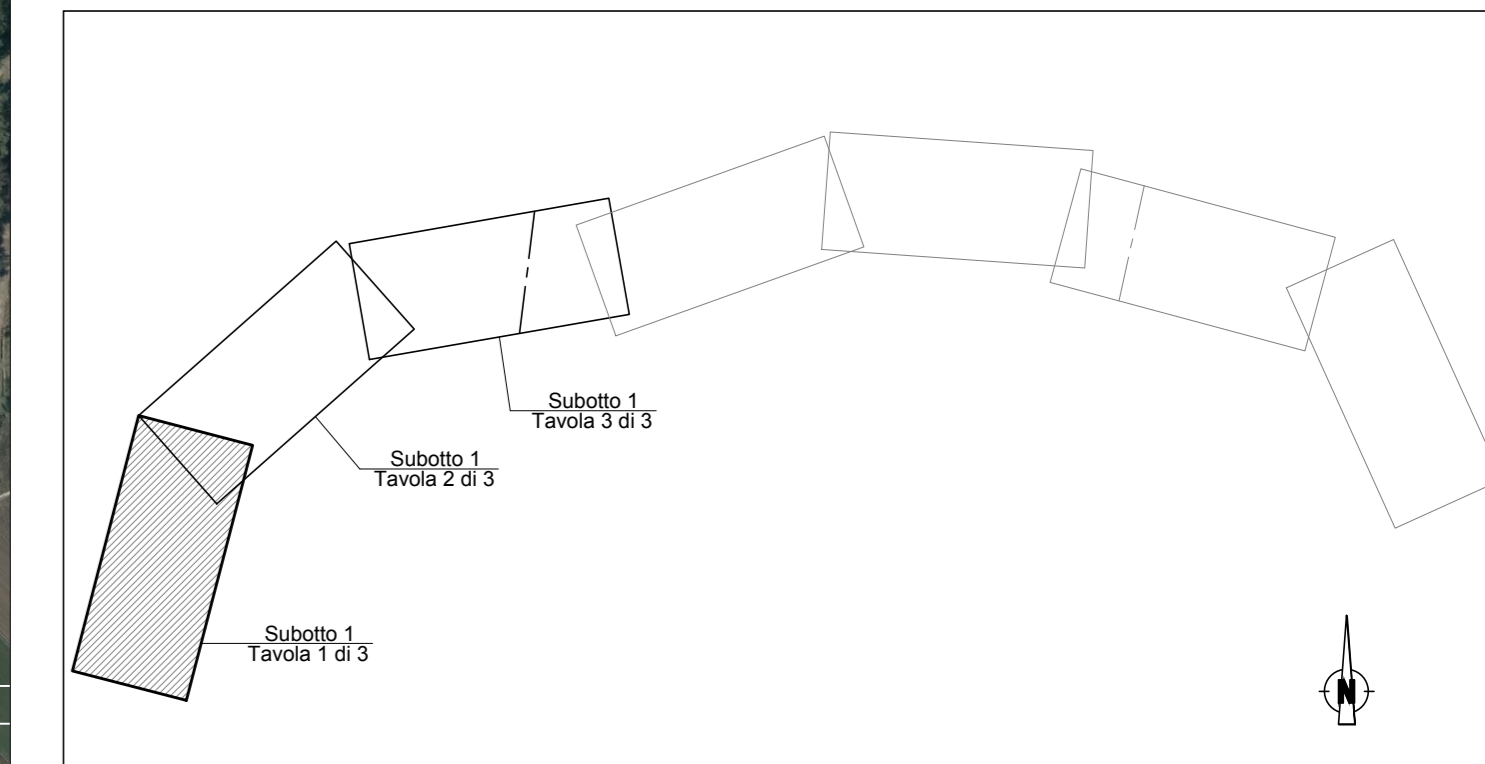 Subotto 1
Tavola 3 di 3
Subotto 1
Tavola 2 di 3
Subotto 1
Tavola 1 di 3
N